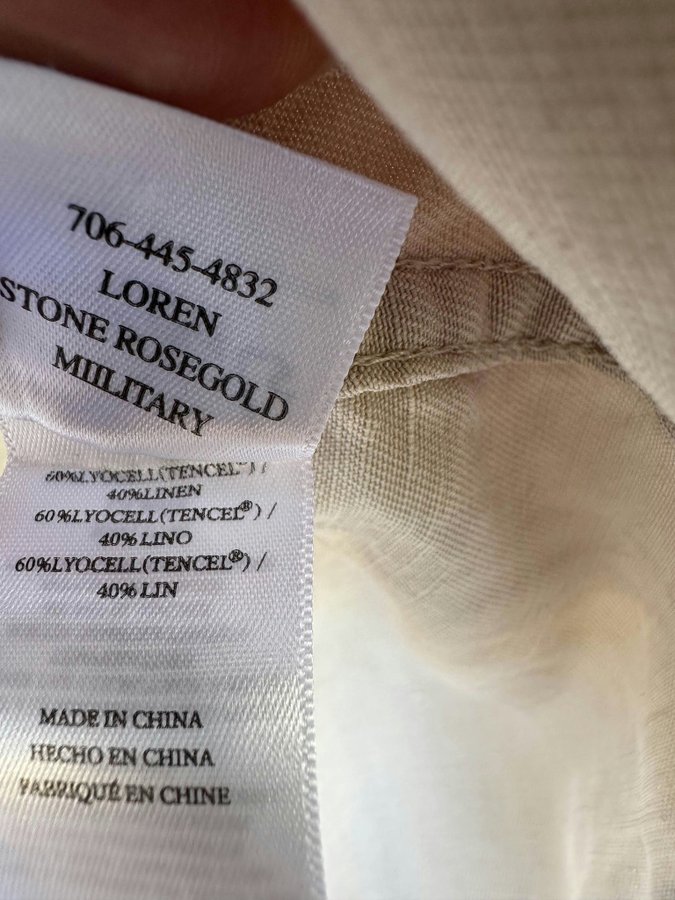 706-445-4832
LOREN
STONE ROSEGOLD
MIILITARY
60%LYOCELL(TENCEL®) /
40%LINEN
60%LYOCELL(TENCEL®) /
40%LINO
60%LYOCELL(TENCEL®) /
40%LIN
MADE IN CHINA
HECHO EN CHINA
FABRIQUÉ EN CHINE